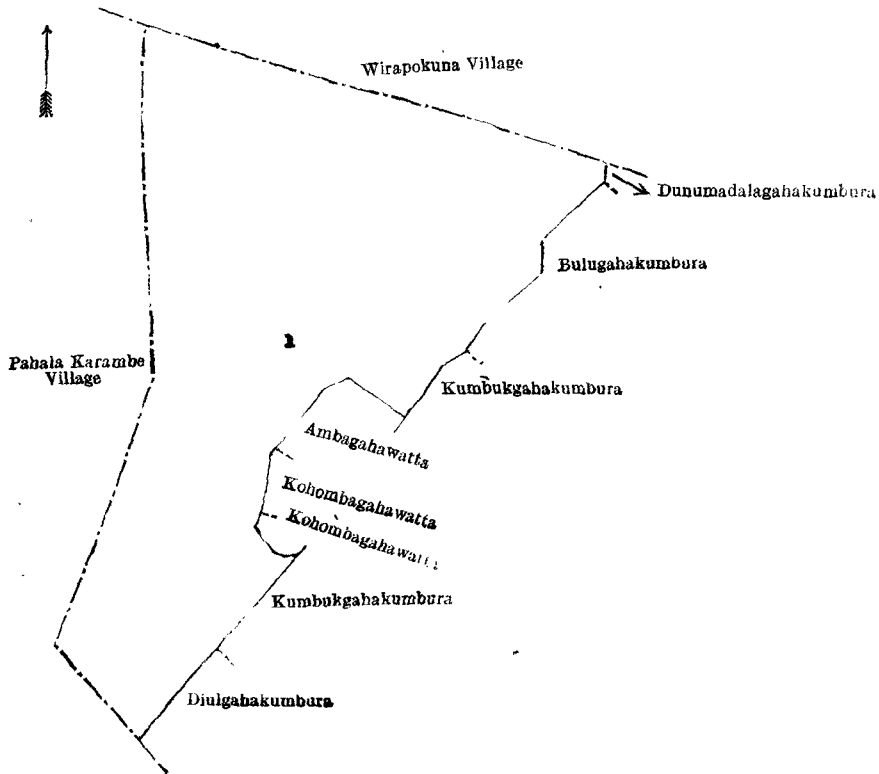 Wirapokuna Village
Dunumadalagahakumbura
Bulugahakumbura
1
Pahala Karambe
Village
Kumbukgahakumbura
Ambagahawatta
Kohombagahawatta
Kohombagahawatta
Kumbukgahakumbura
Diulgahakumbura